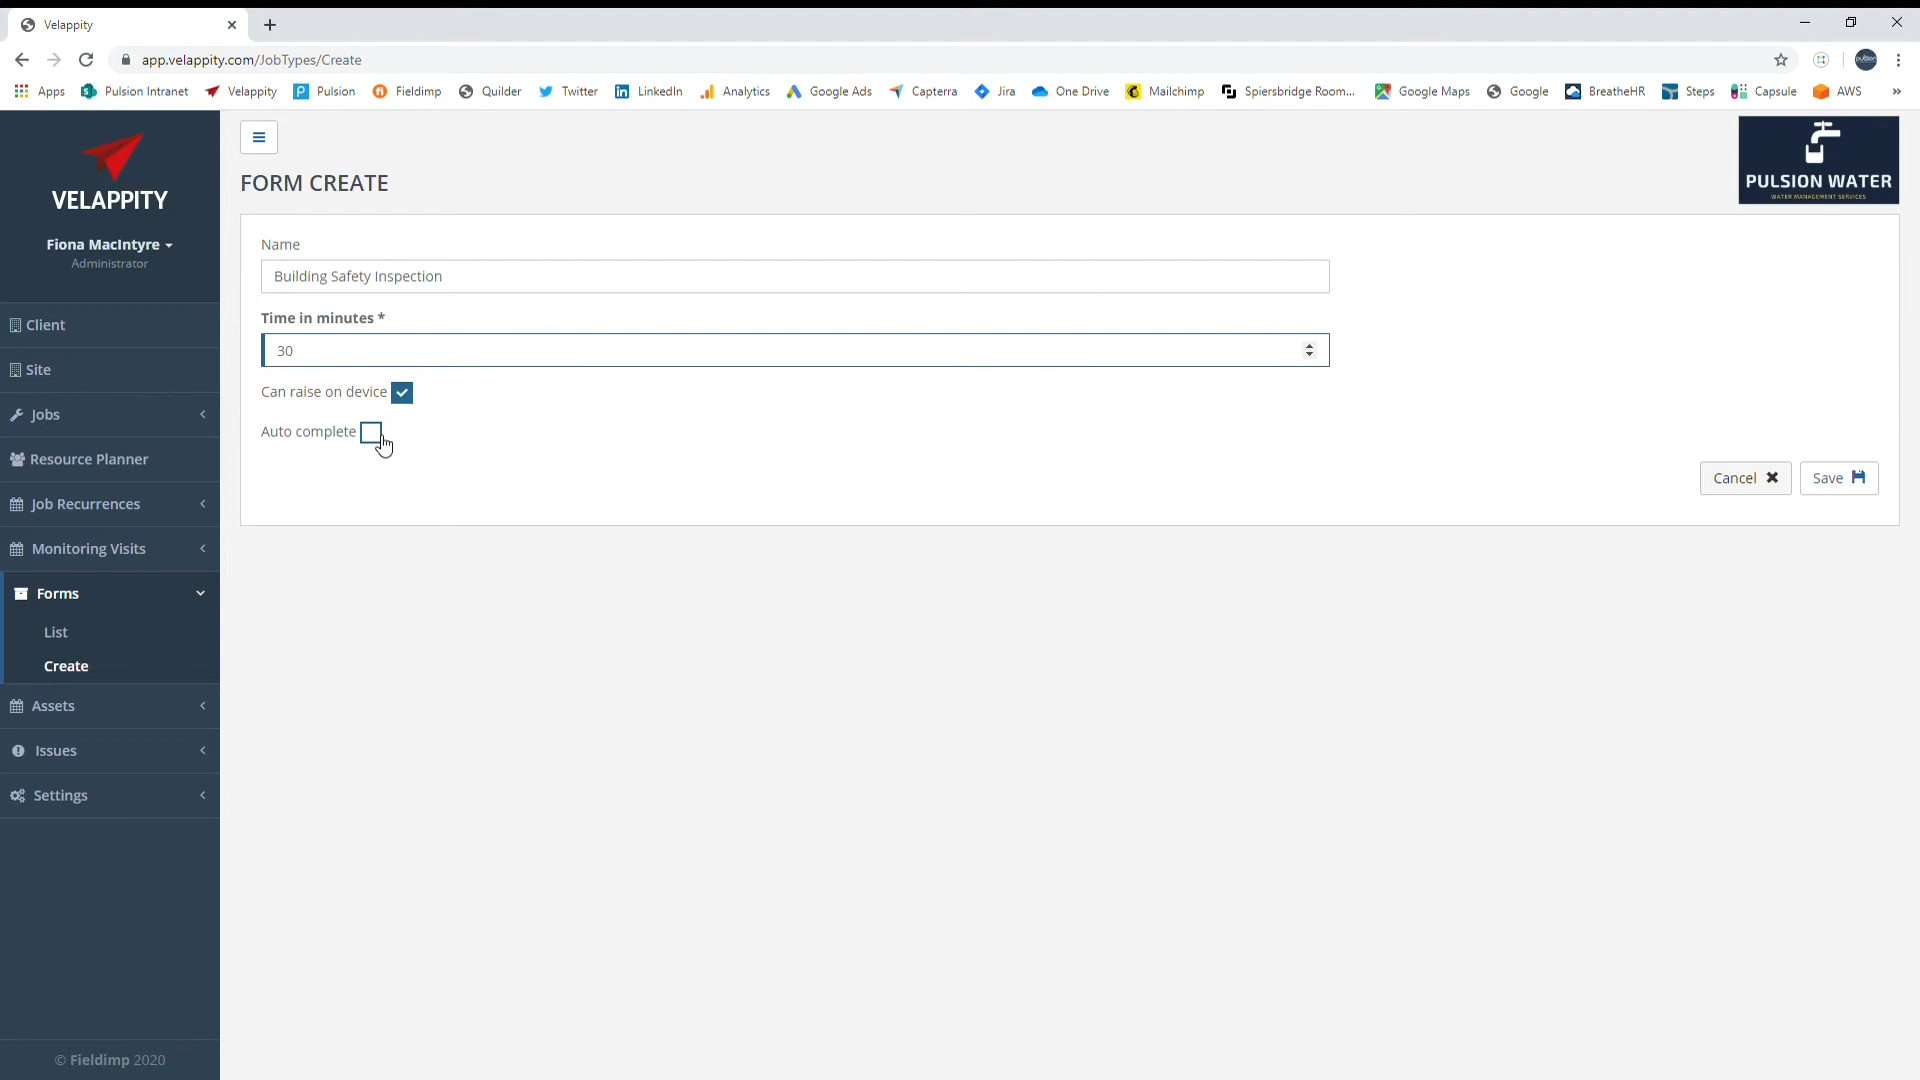 Velappity
app.velappity.com/JobTypes/Create
Apps Pulsion Intranet Velappity Pulsion Fieldimp Quilder Twitter LinkedIn Analytics Google Ads Capterra Jira One Drive Mailchimp Spiersbridge Room... Google Maps Google BreatheHR Steps Capsule AWS »
VELAPPITY
Fiona MacIntyre
Administrator
Client
Site
Jobs
Resource Planner
Job Recurrences
Monitoring Visits
Forms
List
Create
Assets
Issues
Settings
© Fieldimp 2020
PULSION WATER
WATER MANAGEMENT SERVICES
FORM CREATE
Name
Building Safety Inspection
Time in minutes *
30
Can raise on device
Auto complete
Cancel
Save